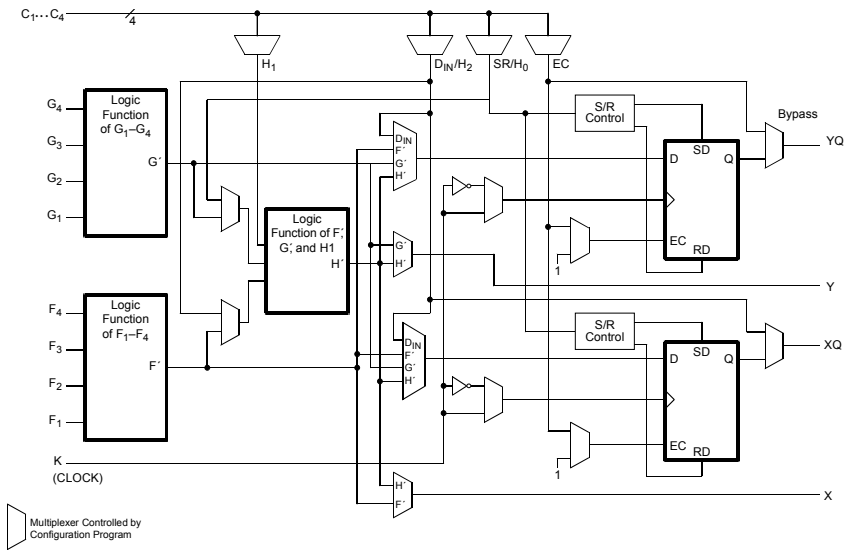 C1...C4
4
H1
DIN/H2
SR/H0
EC
G4
G3
G2
G1
Logic
Function
of G1–G4
G´
DIN
F´
G´
H´
S/R
Control
Bypass
D
SD
Q
EC
RD
YQ
1
Logic
Function of F´,
G´, and H1
H´
G´
H´
Y
F4
F3
F2
F1
Logic
Function
of F1–F4
F´
DIN
F´
G´
H´
S/R
Control
D
SD
Q
EC
RD
XQ
1
K
(CLOCK)
H´
F´
X
Multiplexer Controlled by
Configuration Program